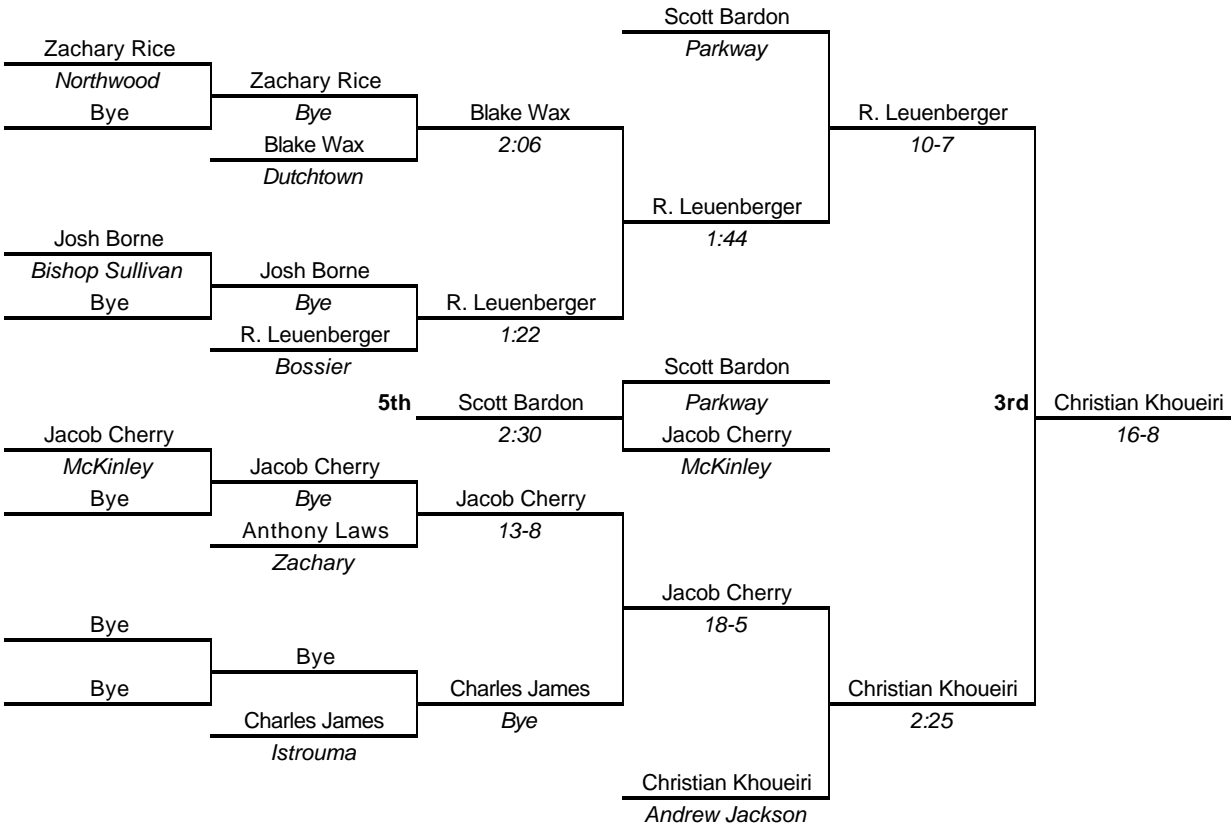 Scott Bardon
Zachary Rice
Parkway
Northwood
Zachary Rice
Bye
Bye
Blake Wax
R. Leuenberger
Blake Wax
2:06
10-7
Dutchtown
R. Leuenberger
Josh Borne
1:44
Bishop Sullivan
Josh Borne
Bye
Bye
R. Leuenberger
R. Leuenberger
1:22
Bossier
Scott Bardon
5th
Scott Bardon
Parkway
3rd
Christian Khoueiri
Jacob Cherry
2:30
Jacob Cherry
16-8
McKinley
Jacob Cherry
McKinley
Bye
Bye
Jacob Cherry
Anthony Laws
13-8
Zachary
Jacob Cherry
Bye
18-5
Bye
Bye
Charles James
Christian Khoueiri
Charles James
Bye
2:25
Istrouma
Christian Khoueiri
Andrew Jackson